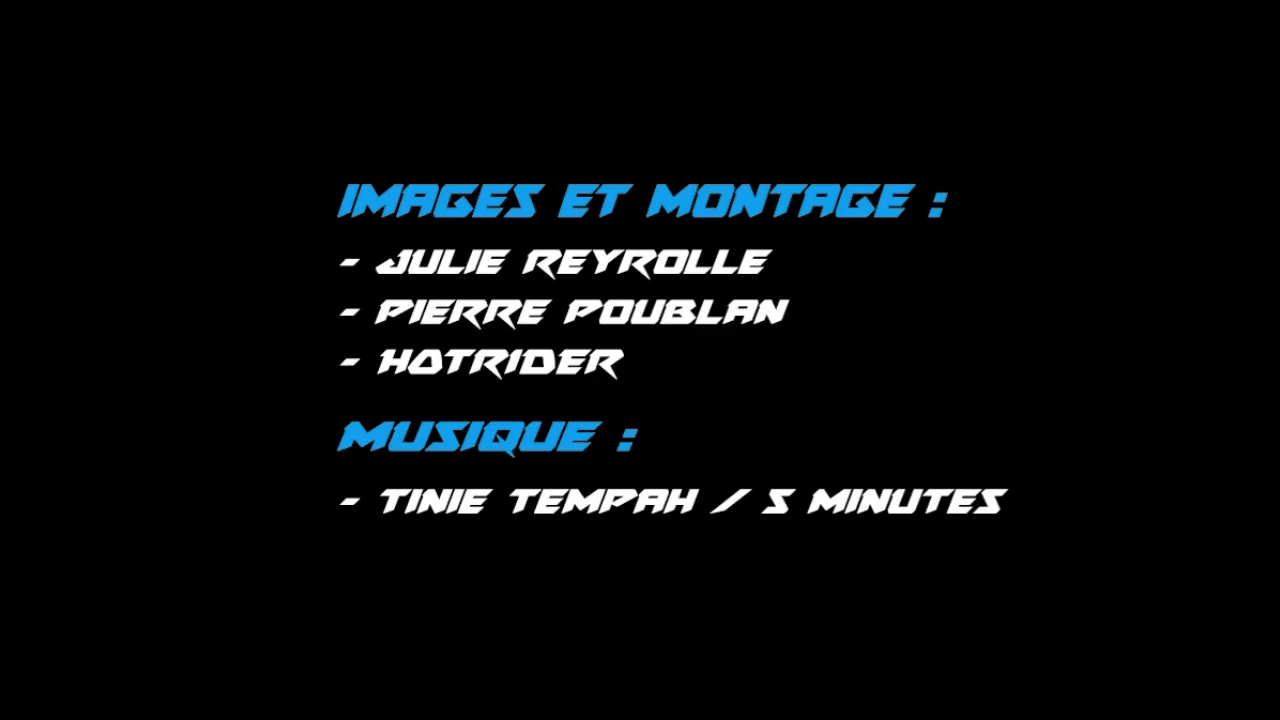 IMAGES ET MONTAGE :
- JULIE REYROLLE
- PIERRE POUBLAN
- HOTRIDER
MUSIQUE :
- TINIE TEMPAH / 5 MINUTES